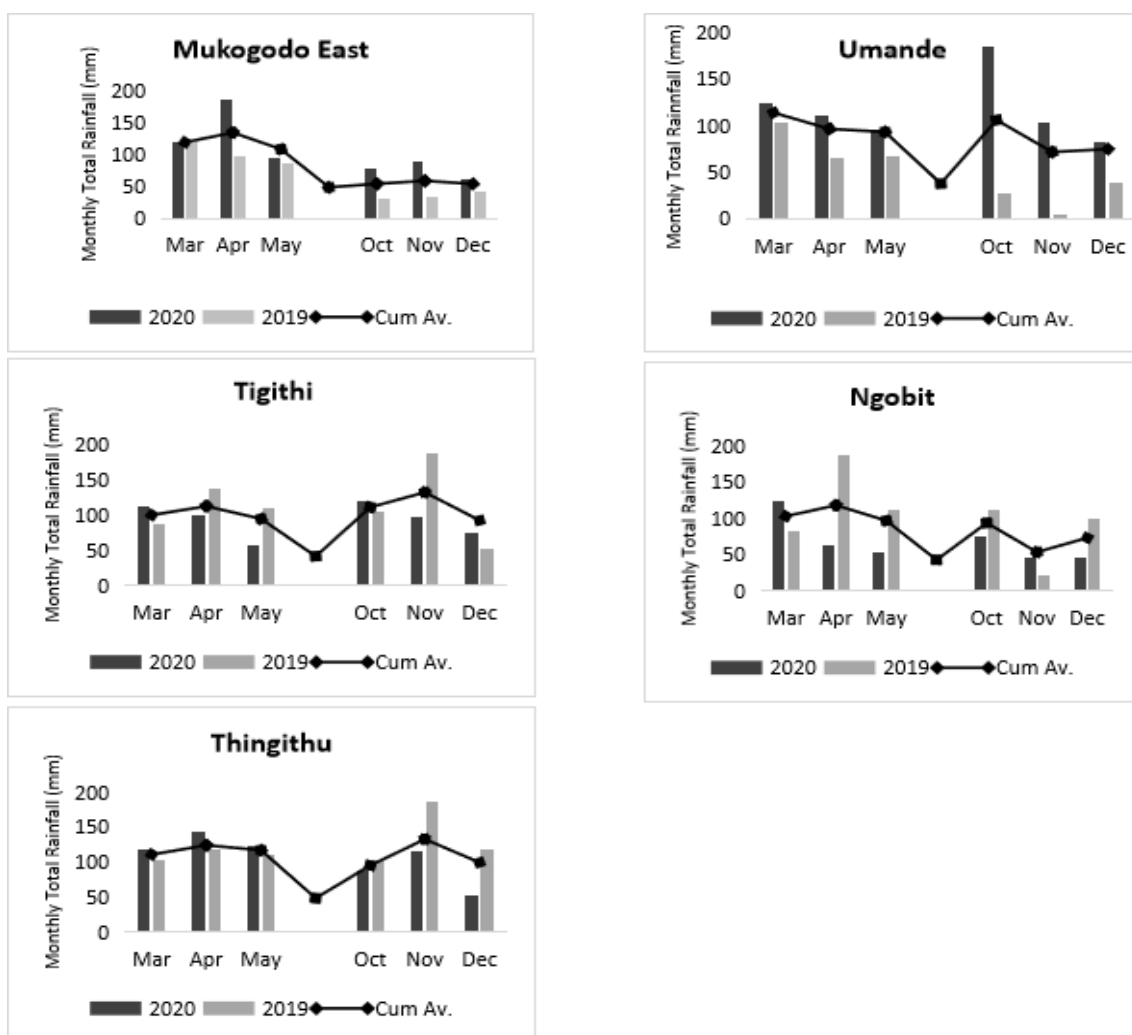 Mukogodo East
Monthly Total Rainfall (mm)
200
150
100
50
0
Mar Apr May Oct Nov Dec
2020 2019 Cum Av.
Umande
Monthly Total Rainnfall (mm)
200
150
100
50
0
Mar Apr May Oct Nov Dec
2020 2019 Cum Av.
Tigithi
Monthly Total Rainfall (mm)
200
150
100
50
0
Mar Apr May Oct Nov Dec
2020 2019 Cum Av.
Ngobit
Monthly Total Rainfall (mm)
200
150
100
50
0
Mar Apr May Oct Nov Dec
2020 2019 Cum Av.
Thingithu
Monthly Total Rainfall (mm)
200
150
100
50
0
Mar Apr May Oct Nov Dec
2020 2019 Cum Av.